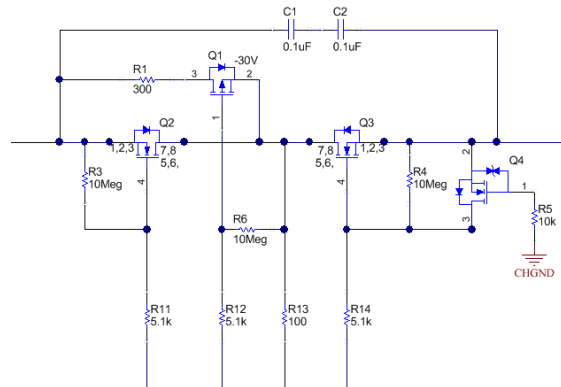 C1
C2
0.1uF
0.1uF
Q1
-30V
R1
300
3
2
1
Q2
Q3
1,2,3
7,8
5,6,
7,8
5,6,
1,2,3
4
4
R3
10Meg
R4
10Meg
2
Q4
1
3
R5
10k
CHGND
R6
10Meg
R11
5.1k
R12
5.1k
R13
100
R14
5.1k